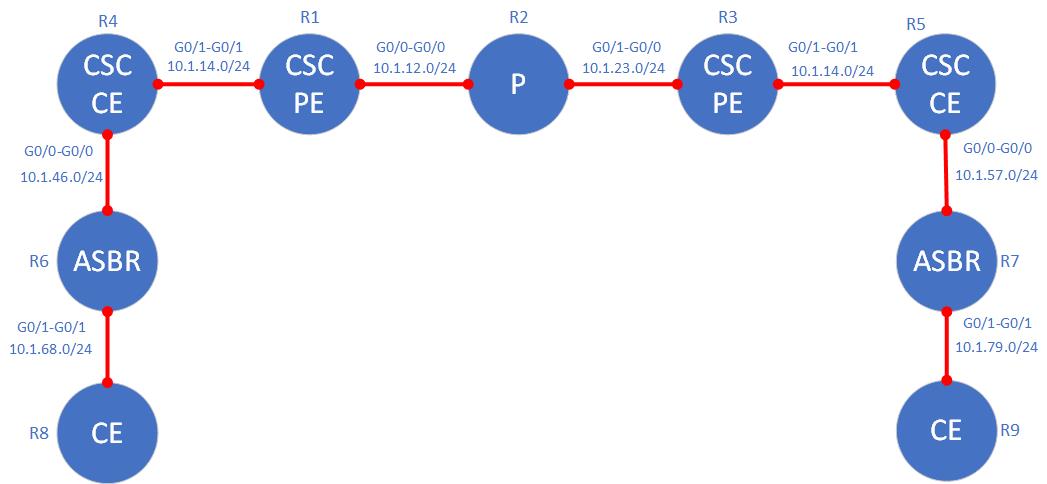 R4
R1
R2
R3
R5
G0/1-G0/1
10.1.14.0/24
G0/0-G0/0
10.1.12.0/24
G0/1-G0/0
10.1.23.0/24
G0/1-G0/1
10.1.14.0/24
CSC
CE
CSC
PE
P
CSC
PE
CSC
CE
G0/0-G0/0
10.1.46.0/24
G0/0-G0/0
10.1.57.0/24
R6
ASBR
ASBR
R7
G0/1-G0/1
10.1.68.0/24
G0/1-G0/1
10.1.79.0/24
R8
CE
CE
R9